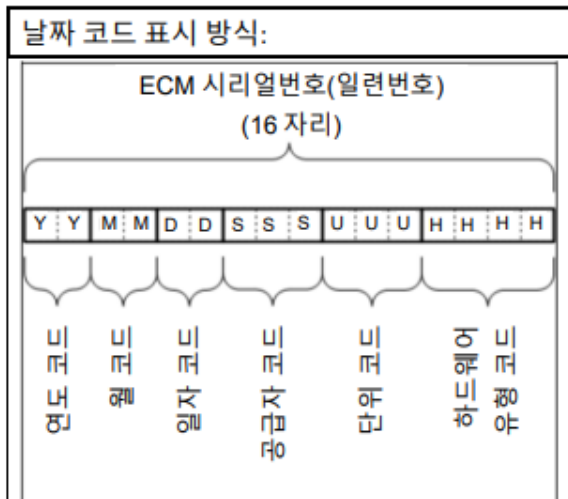 날짜 코드 표시 방식:
ECM 시리얼번호(일련번호)
(16 자리)
Y Y M M D D S S S U U U H H H H
연도 코드
월 코드
일자 코드
공급자 코드
단위 코드
하드웨어
유형 코드